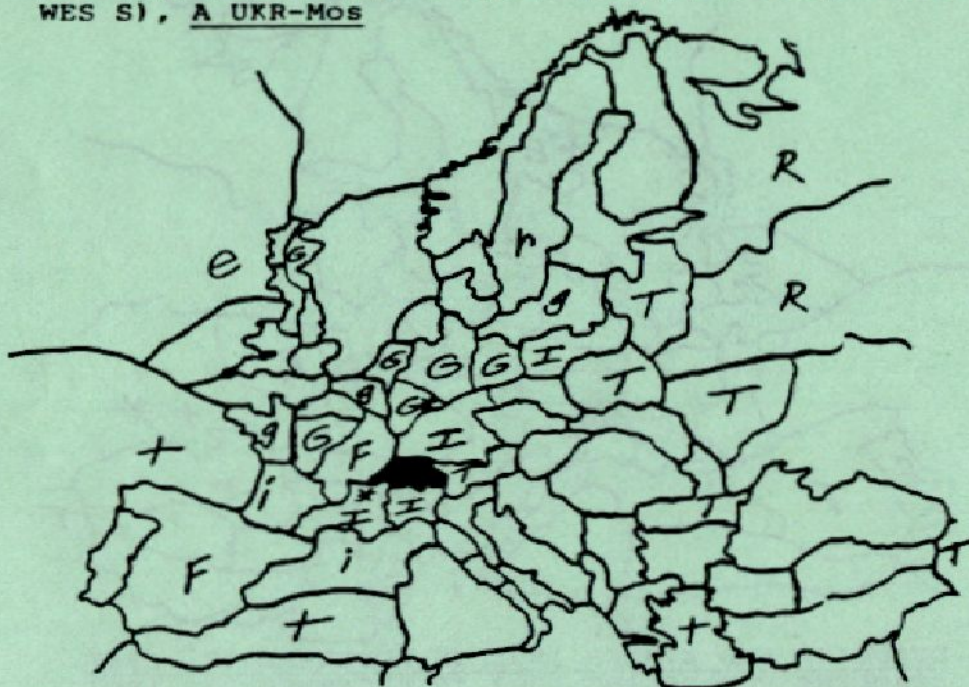 WES S), A UKR-Mos
R
e G n
g T R
G G G I T T
g G
t g G F I
T
i * I T
I
F i T
t t